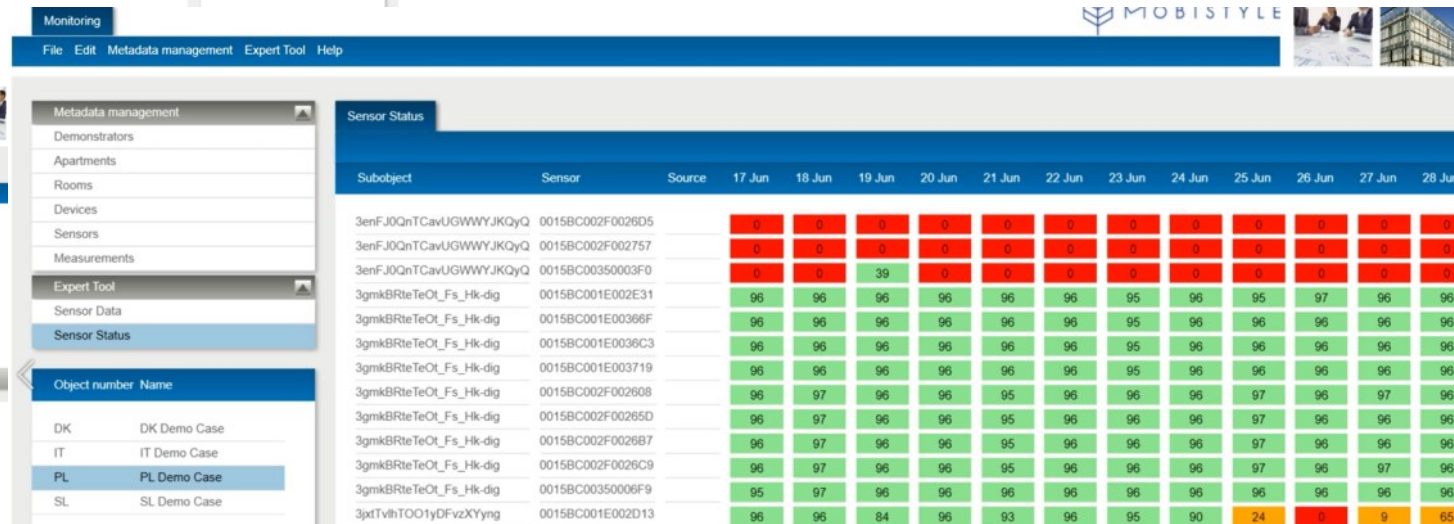 Monitoring
MOBISTYLE
File Edit Metadata management Expert Tool Help
Metadata management
Demonstrators
Apartments
Rooms
Devices
Sensors
Measurements
Expert Tool
Sensor Data
Sensor Status
Object number Name
DK DK Demo Case
IT IT Demo Case
PL PL Demo Case
SL SL Demo Case
Sensor Status
Subobject Sensor Source 17 Jun 18 Jun 19 Jun 20 Jun 21 Jun 22 Jun 23 Jun 24 Jun 25 Jun 26 Jun 27 Jun 28 Jun
3enFJ0QnTCavUGWWYJKQyQ 0015BC002F0026D5 0 0 0 0 0 0 0 0 0 0 0 0
3enFJ0QnTCavUGWWYJKQyQ 0015BC002F002757 0 0 0 0 0 0 0 0 0 0 0 0
3enFJ0QnTCavUGWWYJKQyQ 0015BC00350003F0 0 0 39 0 0 0 0 0 0 0 0 0
3gmkBRteTeOt_Fs_Hk-dig 0015BC001E002E31 96 96 96 96 96 96 95 96 95 97 96 96
3gmkBRteTeOt_Fs_Hk-dig 0015BC001E00366F 96 96 96 96 96 96 95 96 96 96 96 96
3gmkBRteTeOt_Fs_Hk-dig 0015BC001E0036C3 96 96 96 96 96 96 95 96 96 96 96 96
3gmkBRteTeOt_Fs_Hk-dig 0015BC001E003719 96 96 96 96 96 96 95 96 96 96 96 96
3gmkBRteTeOt_Fs_Hk-dig 0015BC002F002608 96 97 96 96 95 96 96 96 97 96 97 96
3gmkBRteTeOt_Fs_Hk-dig 0015BC002F00265D 96 97 96 96 95 96 96 96 97 96 96 96
3gmkBRteTeOt_Fs_Hk-dig 0015BC002F0026B7 96 97 96 96 95 96 96 96 97 96 96 96
3gmkBRteTeOt_Fs_Hk-dig 0015BC002F0026C9 96 97 96 96 95 96 96 96 97 96 97 96
3gmkBRteTeOt_Fs_Hk-dig 0015BC00350006F9 95 97 96 96 96 96 96 96 96 96 96 96
3jxtTvlhTOO1yDFvzXYyng 0015BC001E002D13 96 96 84 96 93 96 95 90 24 0 9 65